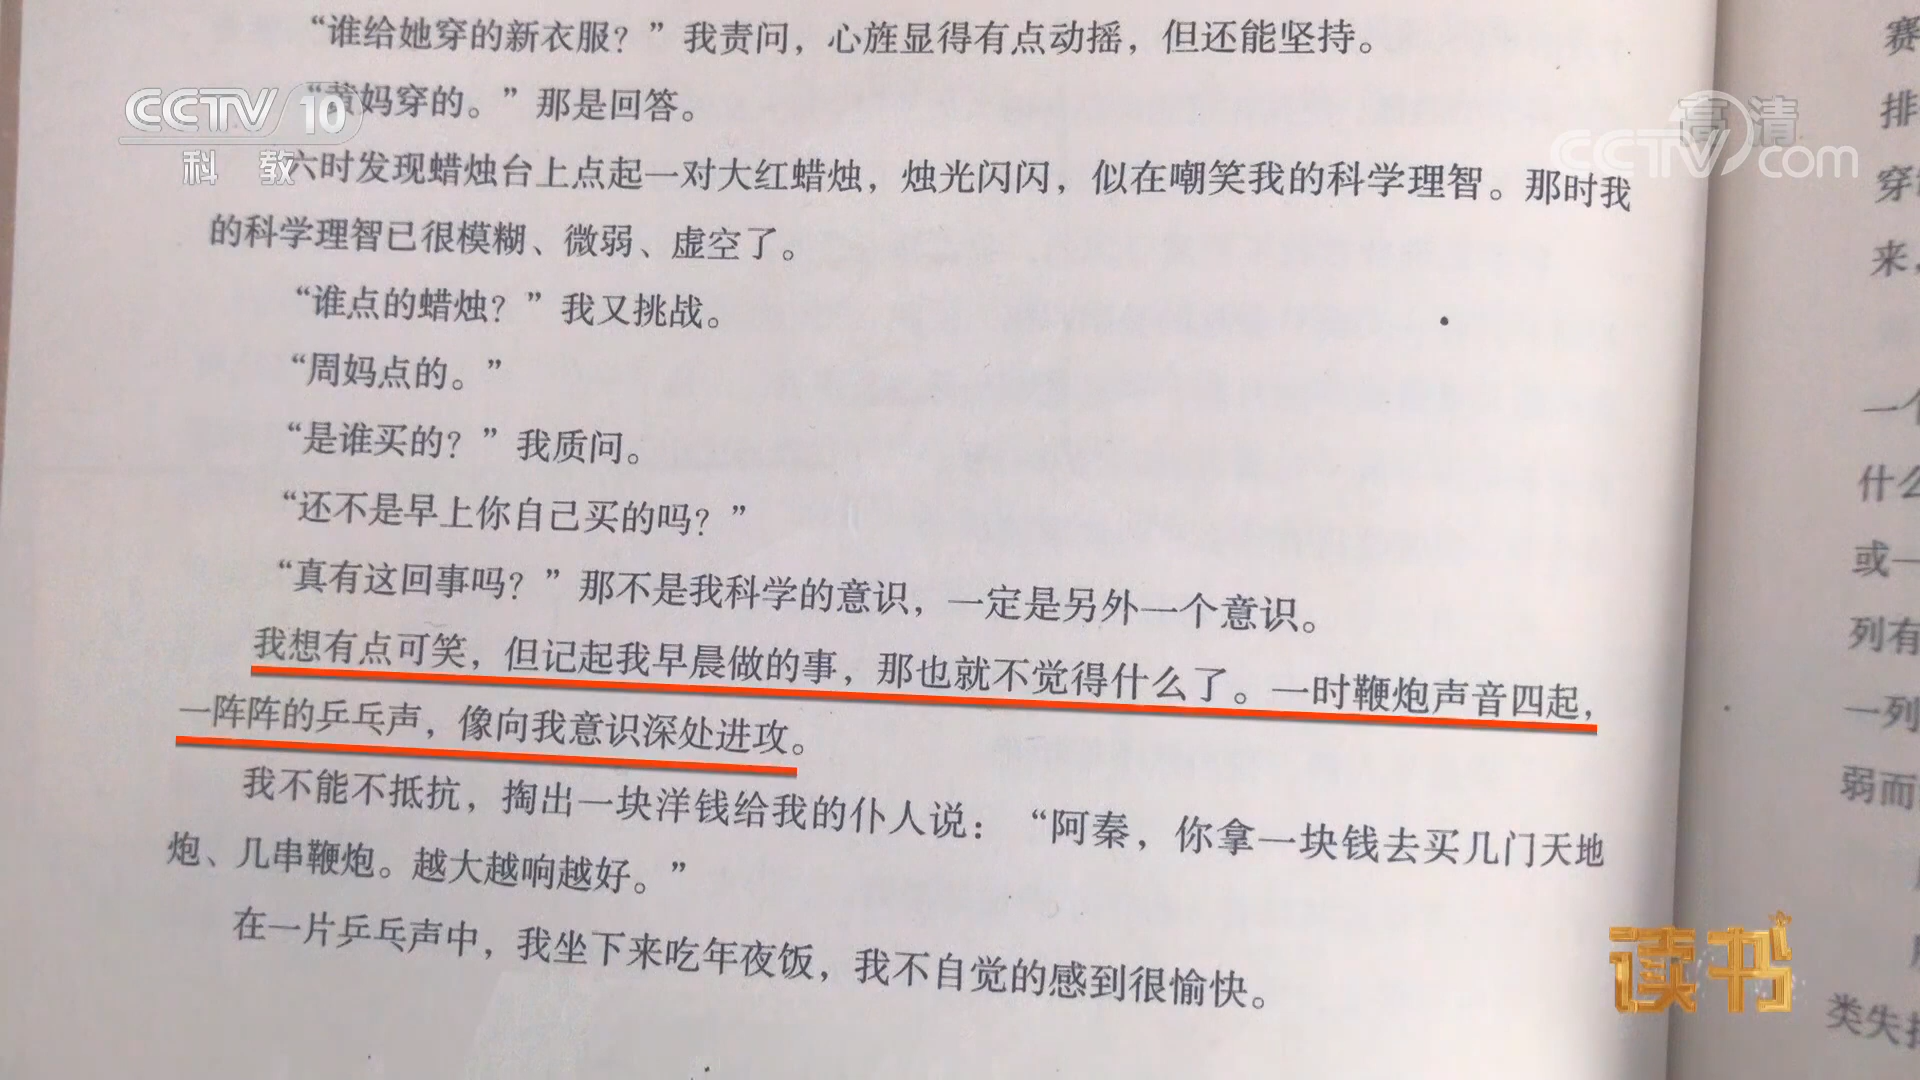 “谁给她穿的新衣服？”我责问，心旌显得有点动摇，但还能坚持。
“黄妈穿的。”那是回答。
六时发现蜡烛台上点起一对大红蜡烛，烛光闪闪，似在嘲笑我的科学理智。那时我
的科学理智已很模糊、微弱、虚空了。
“谁点的蜡烛？”我又挑战。
“周妈点的。”
“是谁买的？”我质问。
“还不是早上你自己买的吗？”
“真有这回事吗？”那不是我科学的意识，一定是另外一个意识。
我想有点可笑，但记起我早晨做的事，那也就不觉得什么了。一时鞭炮声音四起，
一阵阵的乒乓声，像向我意识深处进攻。
我不能不抵抗，掏出一块洋钱给我的仆人说：“阿秦，你拿一块钱去买几门天地
炮、几串鞭炮。越大越响越好。”
在一片乒乓声中，我坐下来吃年夜饭，我不自觉的感到很愉快。
赛
排
穿
来，
一个
什么
或一
列有
一列
弱而
类失
CCTV 10
科教
高清
CCTV.com
读书